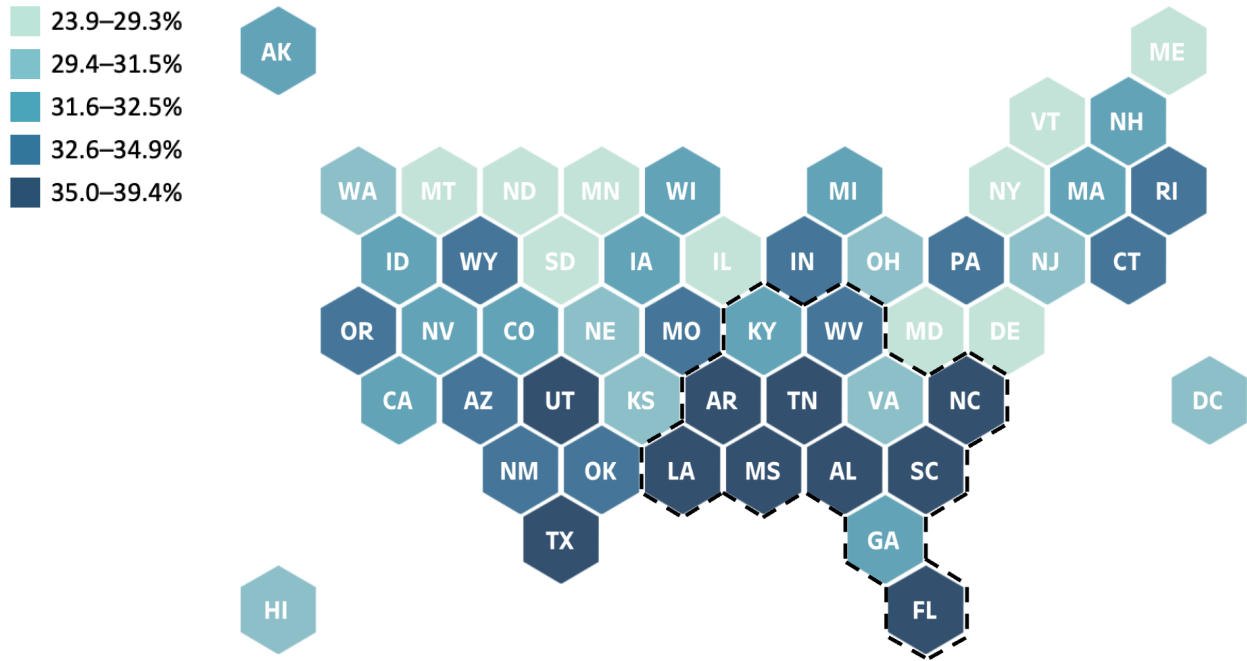 23.9–29.3%
29.4–31.5%
31.6–32.5%
32.6–34.9%
35.0–39.4%
AK
ME
VT NH
WA MT ND MN WI MI NY MA RI
ID WY SD IA IL IN OH PA NJ CT
OR NV CO NE MO KY WV MD DE
CA AZ UT KS AR TN VA NC DC
NM OK LA MS AL SC
TX GA
HI FL